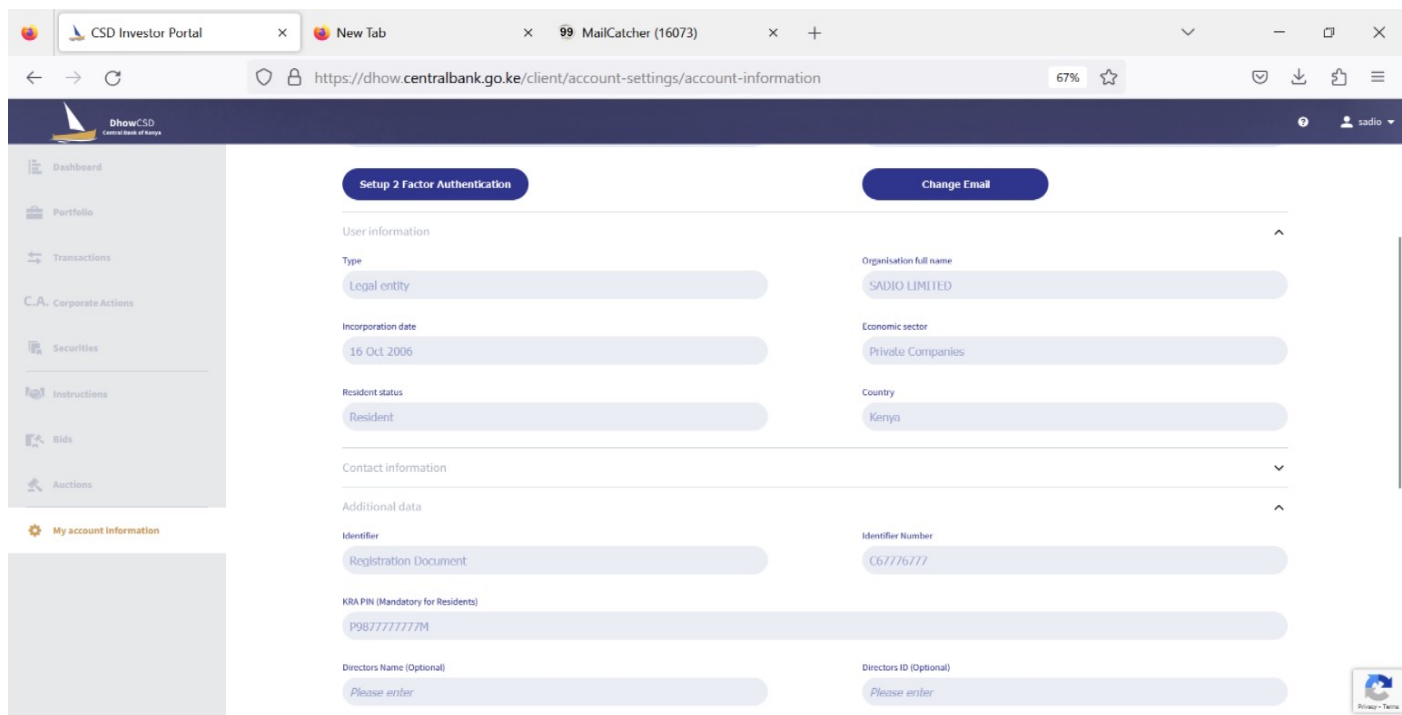 CSD Investor Portal
New Tab
99 MailCatcher (16073)
https://dhow.centralbank.go.ke/client/account-settings/account-information
67%
DhowCSD
Central Bank of Kenya
sadio
Dashboard
Portfolio
Transactions
C.A. Corporate Actions
Securities
Instructions
Bids
Auctions
My account information
Setup 2 Factor Authentication
Change Email
User information
Type
Organisation full name
Legal entity
SADIO LIMITED
Incorporation date
Economic sector
16 Oct 2006
Private Companies
Resident status
Country
Resident
Kenya
Contact information
Additional data
Identifier
Identifier Number
Registration Document
C67776777
KRA PIN (Mandatory for Residents)
P9877777777M
Directors Name (Optional)
Directors ID (Optional)
Please enter
Please enter
Privacy - Terms